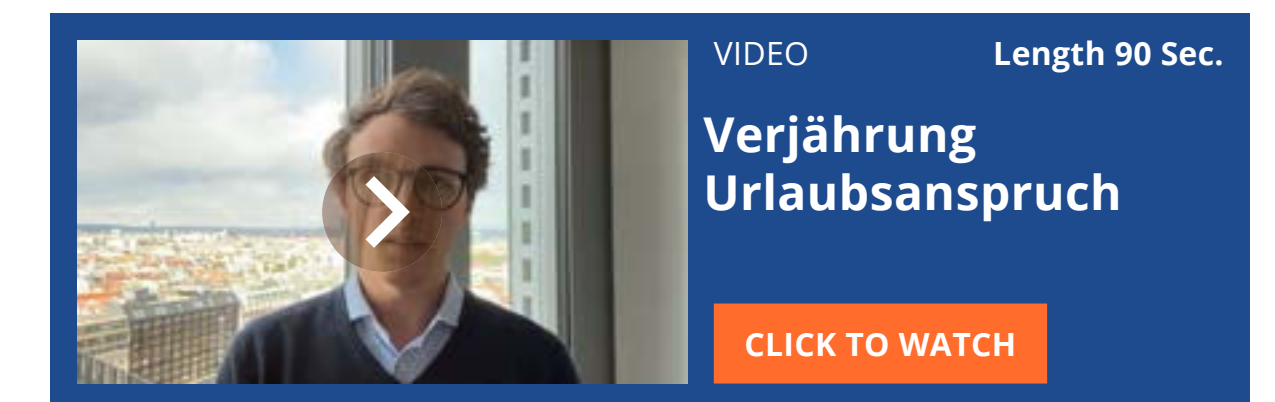 VIDEO
Length 90 Sec.
Verjährung
Urlaubsanspruch
CLICK TO WATCH